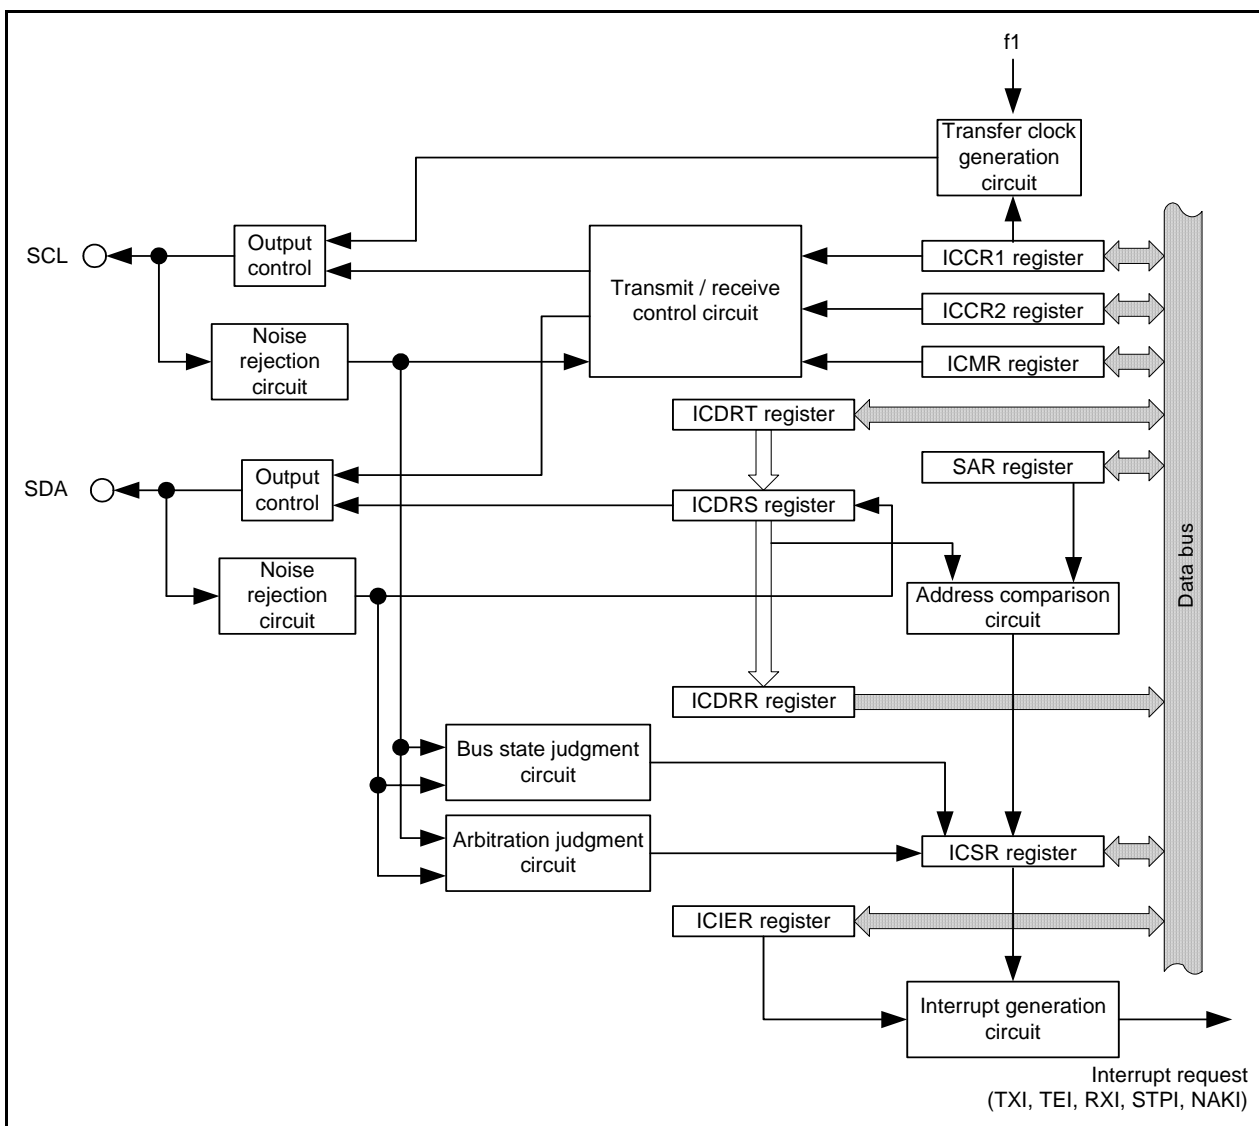 f1
Transfer clock
generation
circuit
SCL
Output
control
Transmit / receive
control circuit
ICCR1 register
ICCR2 register
ICMR register
Noise
rejection
circuit
ICDRT register
SAR register
SDA
Output
control
ICDRS register
Data bus
Noise
rejection
circuit
Address comparison
circuit
ICDRR register
Bus state judgment
circuit
Arbitration judgment
circuit
ICSR register
ICIER register
Interrupt generation
circuit
Interrupt request
(TXI, TEI, RXI, STPI, NAKI)